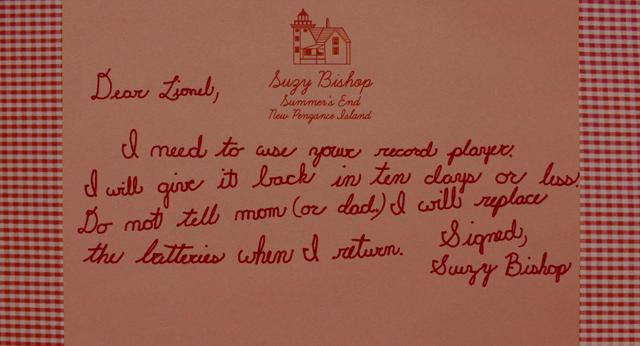 Suzy Bishop
Summer's End
New Pengance Island
Dear Lionel,
I need to use your record player.
I will give it back in ten days or less.
Do not tell mom (or dad.) I will replace
the batteries when I return.
Signed,
Suzy Bishop